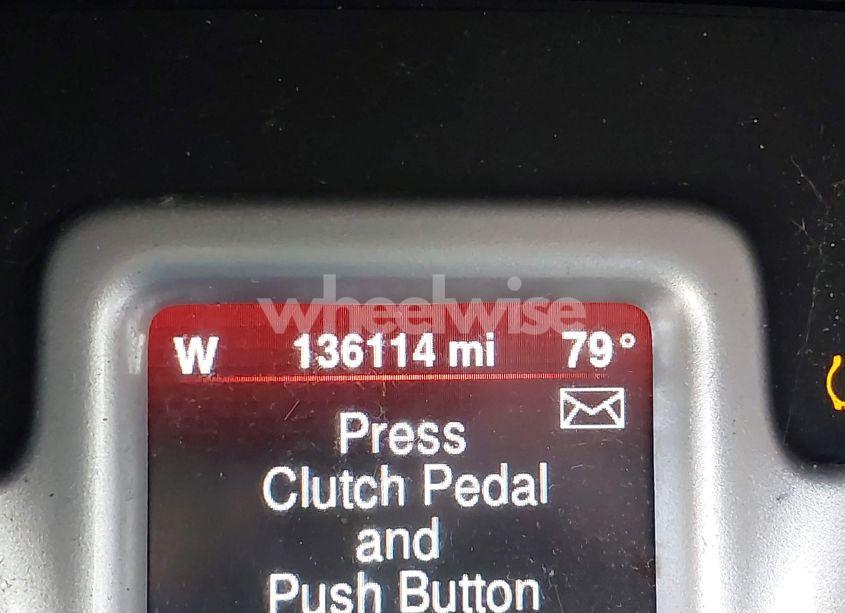 wheelwise
W 136114 mi 79°
Press
Clutch Pedal
and
Push Button